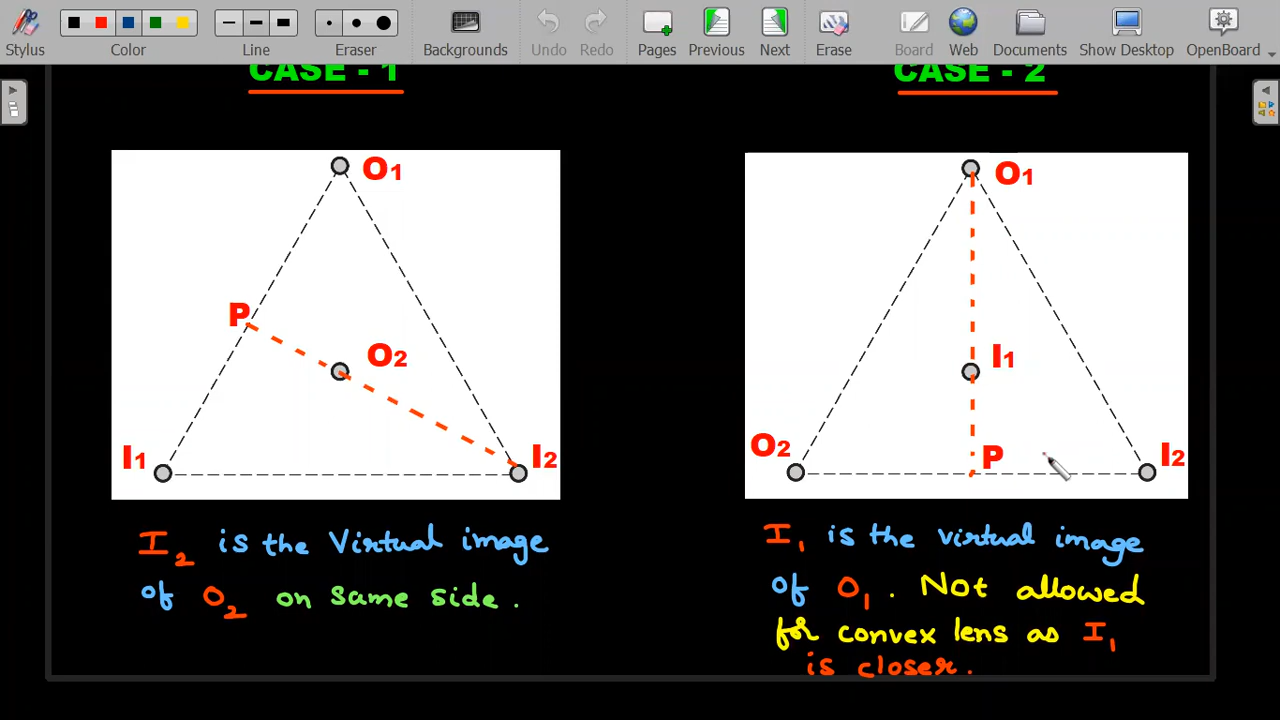 Stylus Color Line Eraser Backgrounds Undo Redo Pages Previous Next Erase Board Web Documents Show Desktop OpenBoard
CASE - 1
O1
P
O2
I1
I2
I2 is the Virtual image
of O2 on same side.
CASE - 2
O1
I1
O2
P
I2
I1 is the virtual image
of O1. Not allowed
for convex lens as I1
is closer.